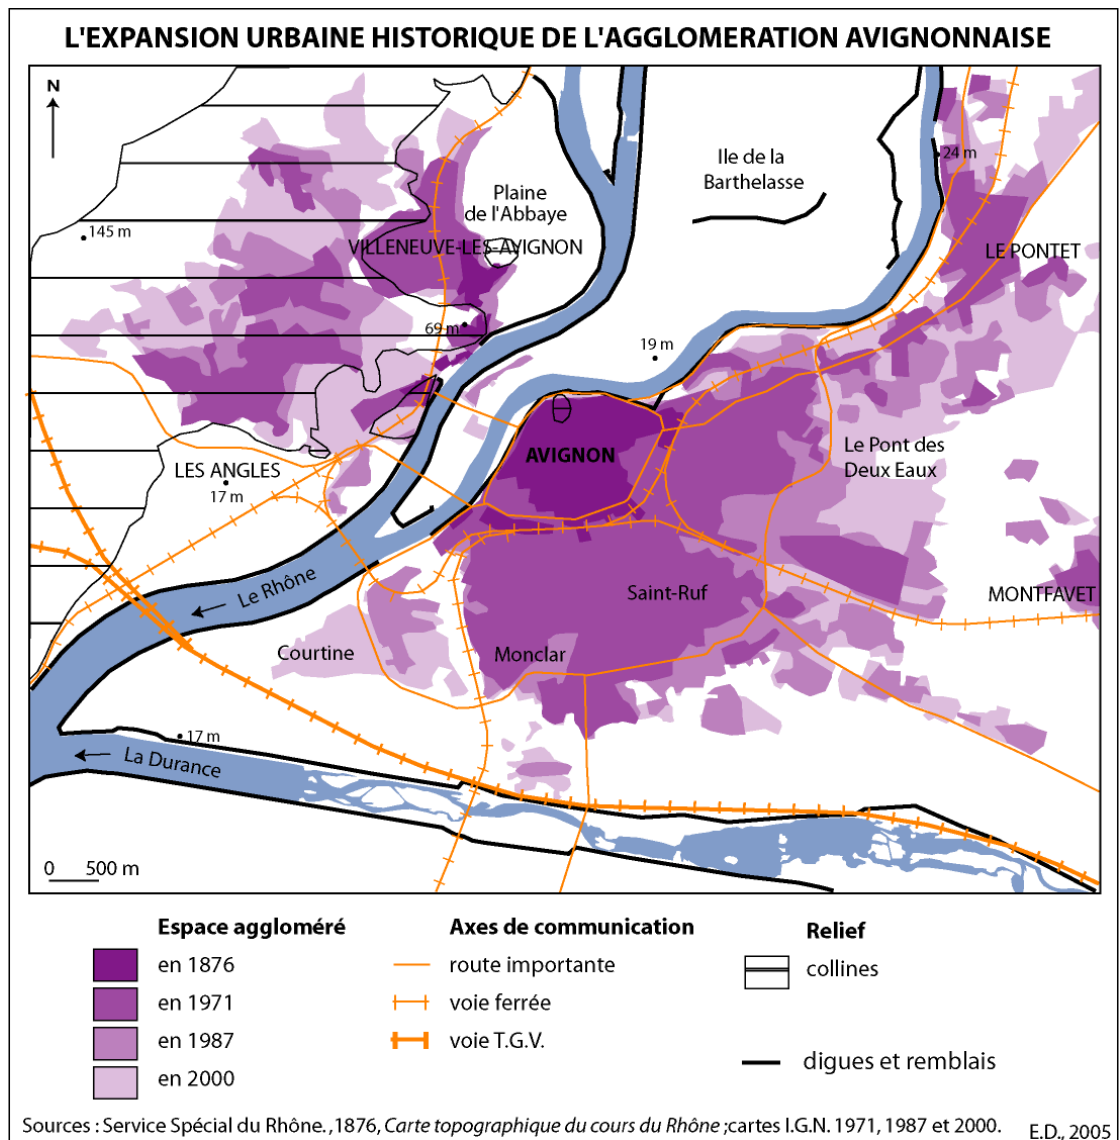 L'EXPANSION URBAINE HISTORIQUE DE L'AGGLOMERATION AVIGNONNAISE
N
24 m
Ile de la
Barthelasse
Plaine
de l'Abbaye
145 m
VILLENEUVE-LES-AVIGNON
LE PONTET
69 m
19 m
AVIGNON
Le Pont des
Deux Eaux
LES ANGLES
17 m
Le Rhône
Saint-Ruf
MONTFAVET
Courtine
Monclar
17 m
La Durance
0 500 m
Espace aggloméré
en 1876
en 1971
en 1987
en 2000
Axes de communication
route importante
voie ferrée
voie T.G.V.
Relief
collines
digues et remblais
Sources : Service Spécial du Rhône. ,1876, Carte topographique du cours du Rhône ;cartes I.G.N. 1971, 1987 et 2000.
E.D., 2005